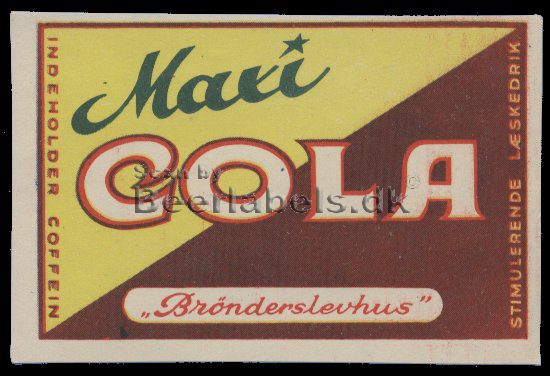 Maxi
COLA
„Brönderslevhus”
INDEHOLDER COFFEIN
STIMULERENDE LÆSKEDRIK
Scan by
Beerlabels.dk
©